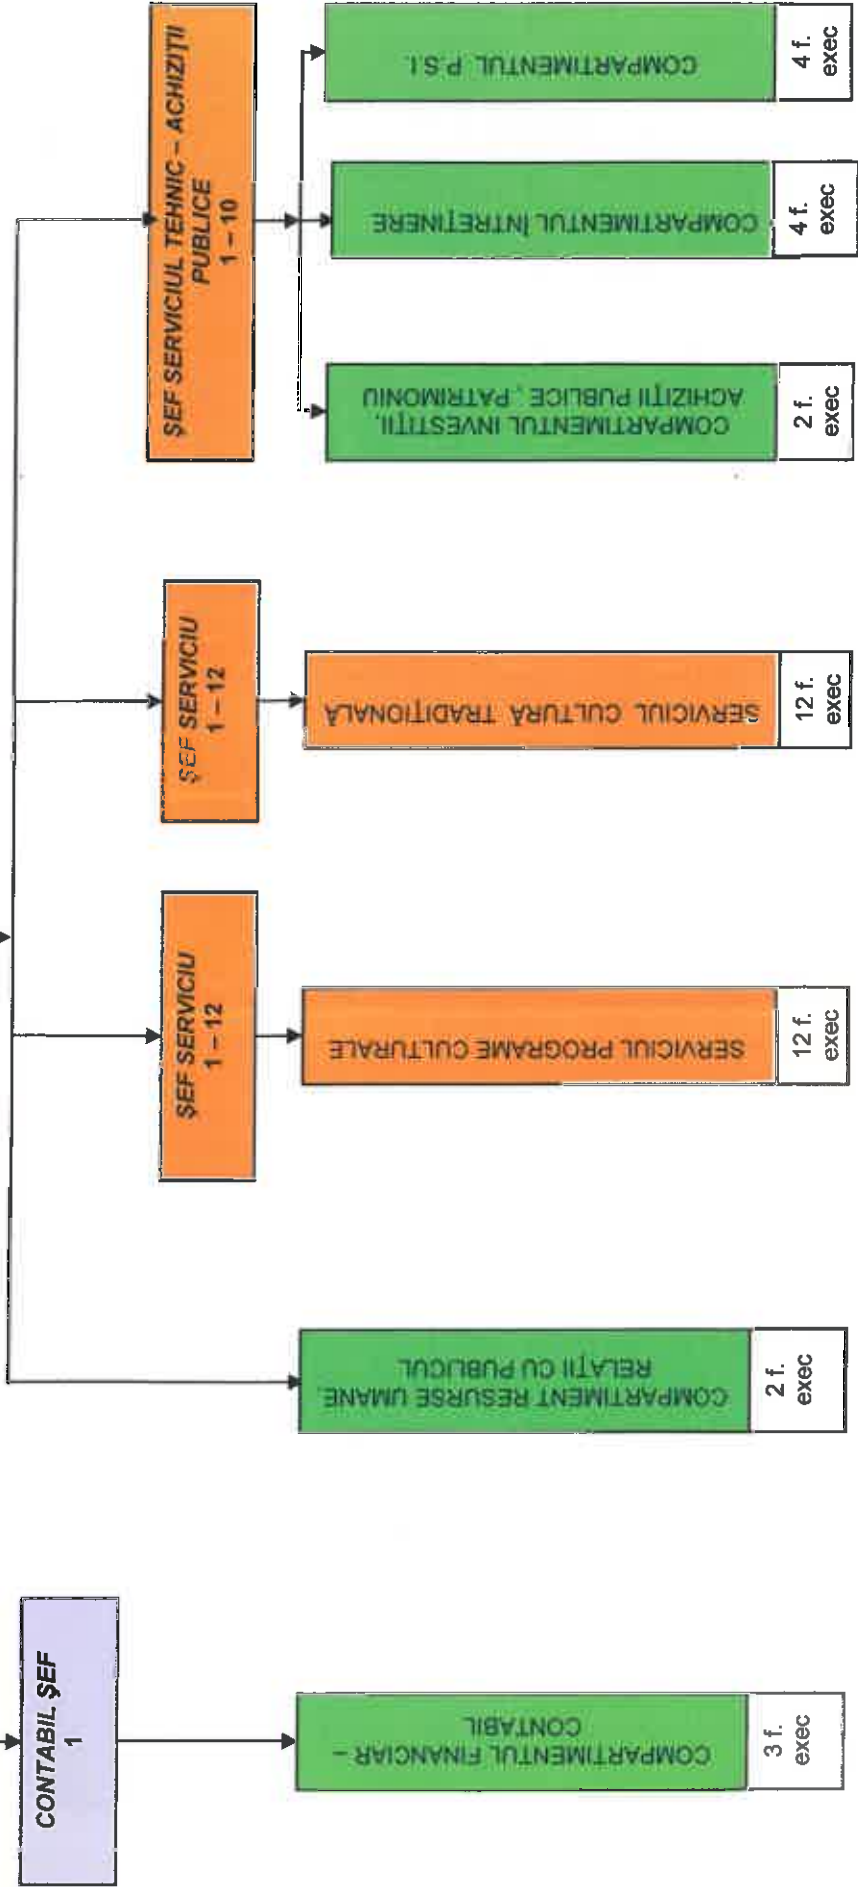 CONTABIL ŞEF
1
COMPARTIMENTUL FINANCIAR –
CONTABIL
3 f.
exec
COMPARTIMENT RESURSE UMANE,
RELAŢII CU PUBLICUL
2 f.
exec
ŞEF SERVICIU
1 – 12
SERVICIUL PROGRAME CULTURALE
12 f.
exec
ŞEF SERVICIU
1 – 12
SERVICIUL CULTURĂ TRADIŢIONALĂ
12 f.
exec
ŞEF SERVICIUL TEHNIC – ACHIZIŢII
PUBLICE
1 – 10
COMPARTIMENTUL INVESTIŢII,
ACHIZIŢII PUBLICE , PATRIMONIU
2 f.
exec
COMPARTIMENTUL ÎNTREŢINERE
4 f.
exec
COMPARTIMENTUL P.S.I
4 f.
exec